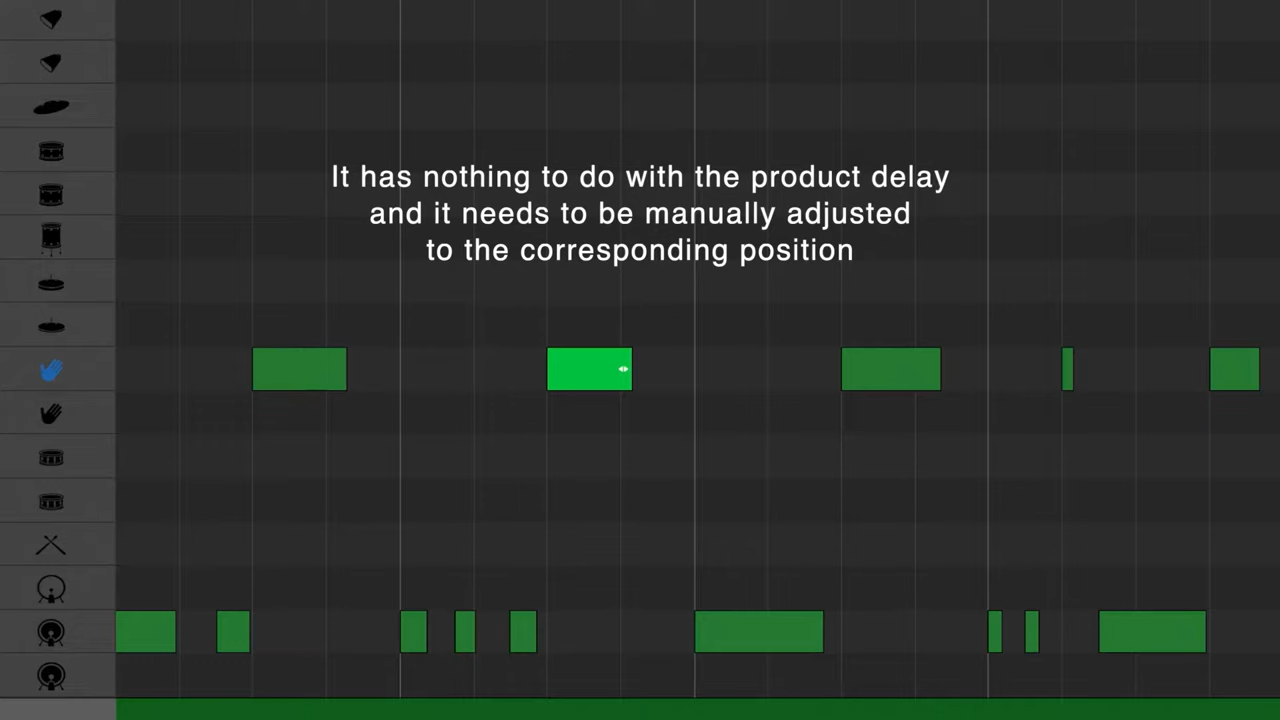 It has nothing to do with the product delay
and it needs to be manually adjusted
to the corresponding position